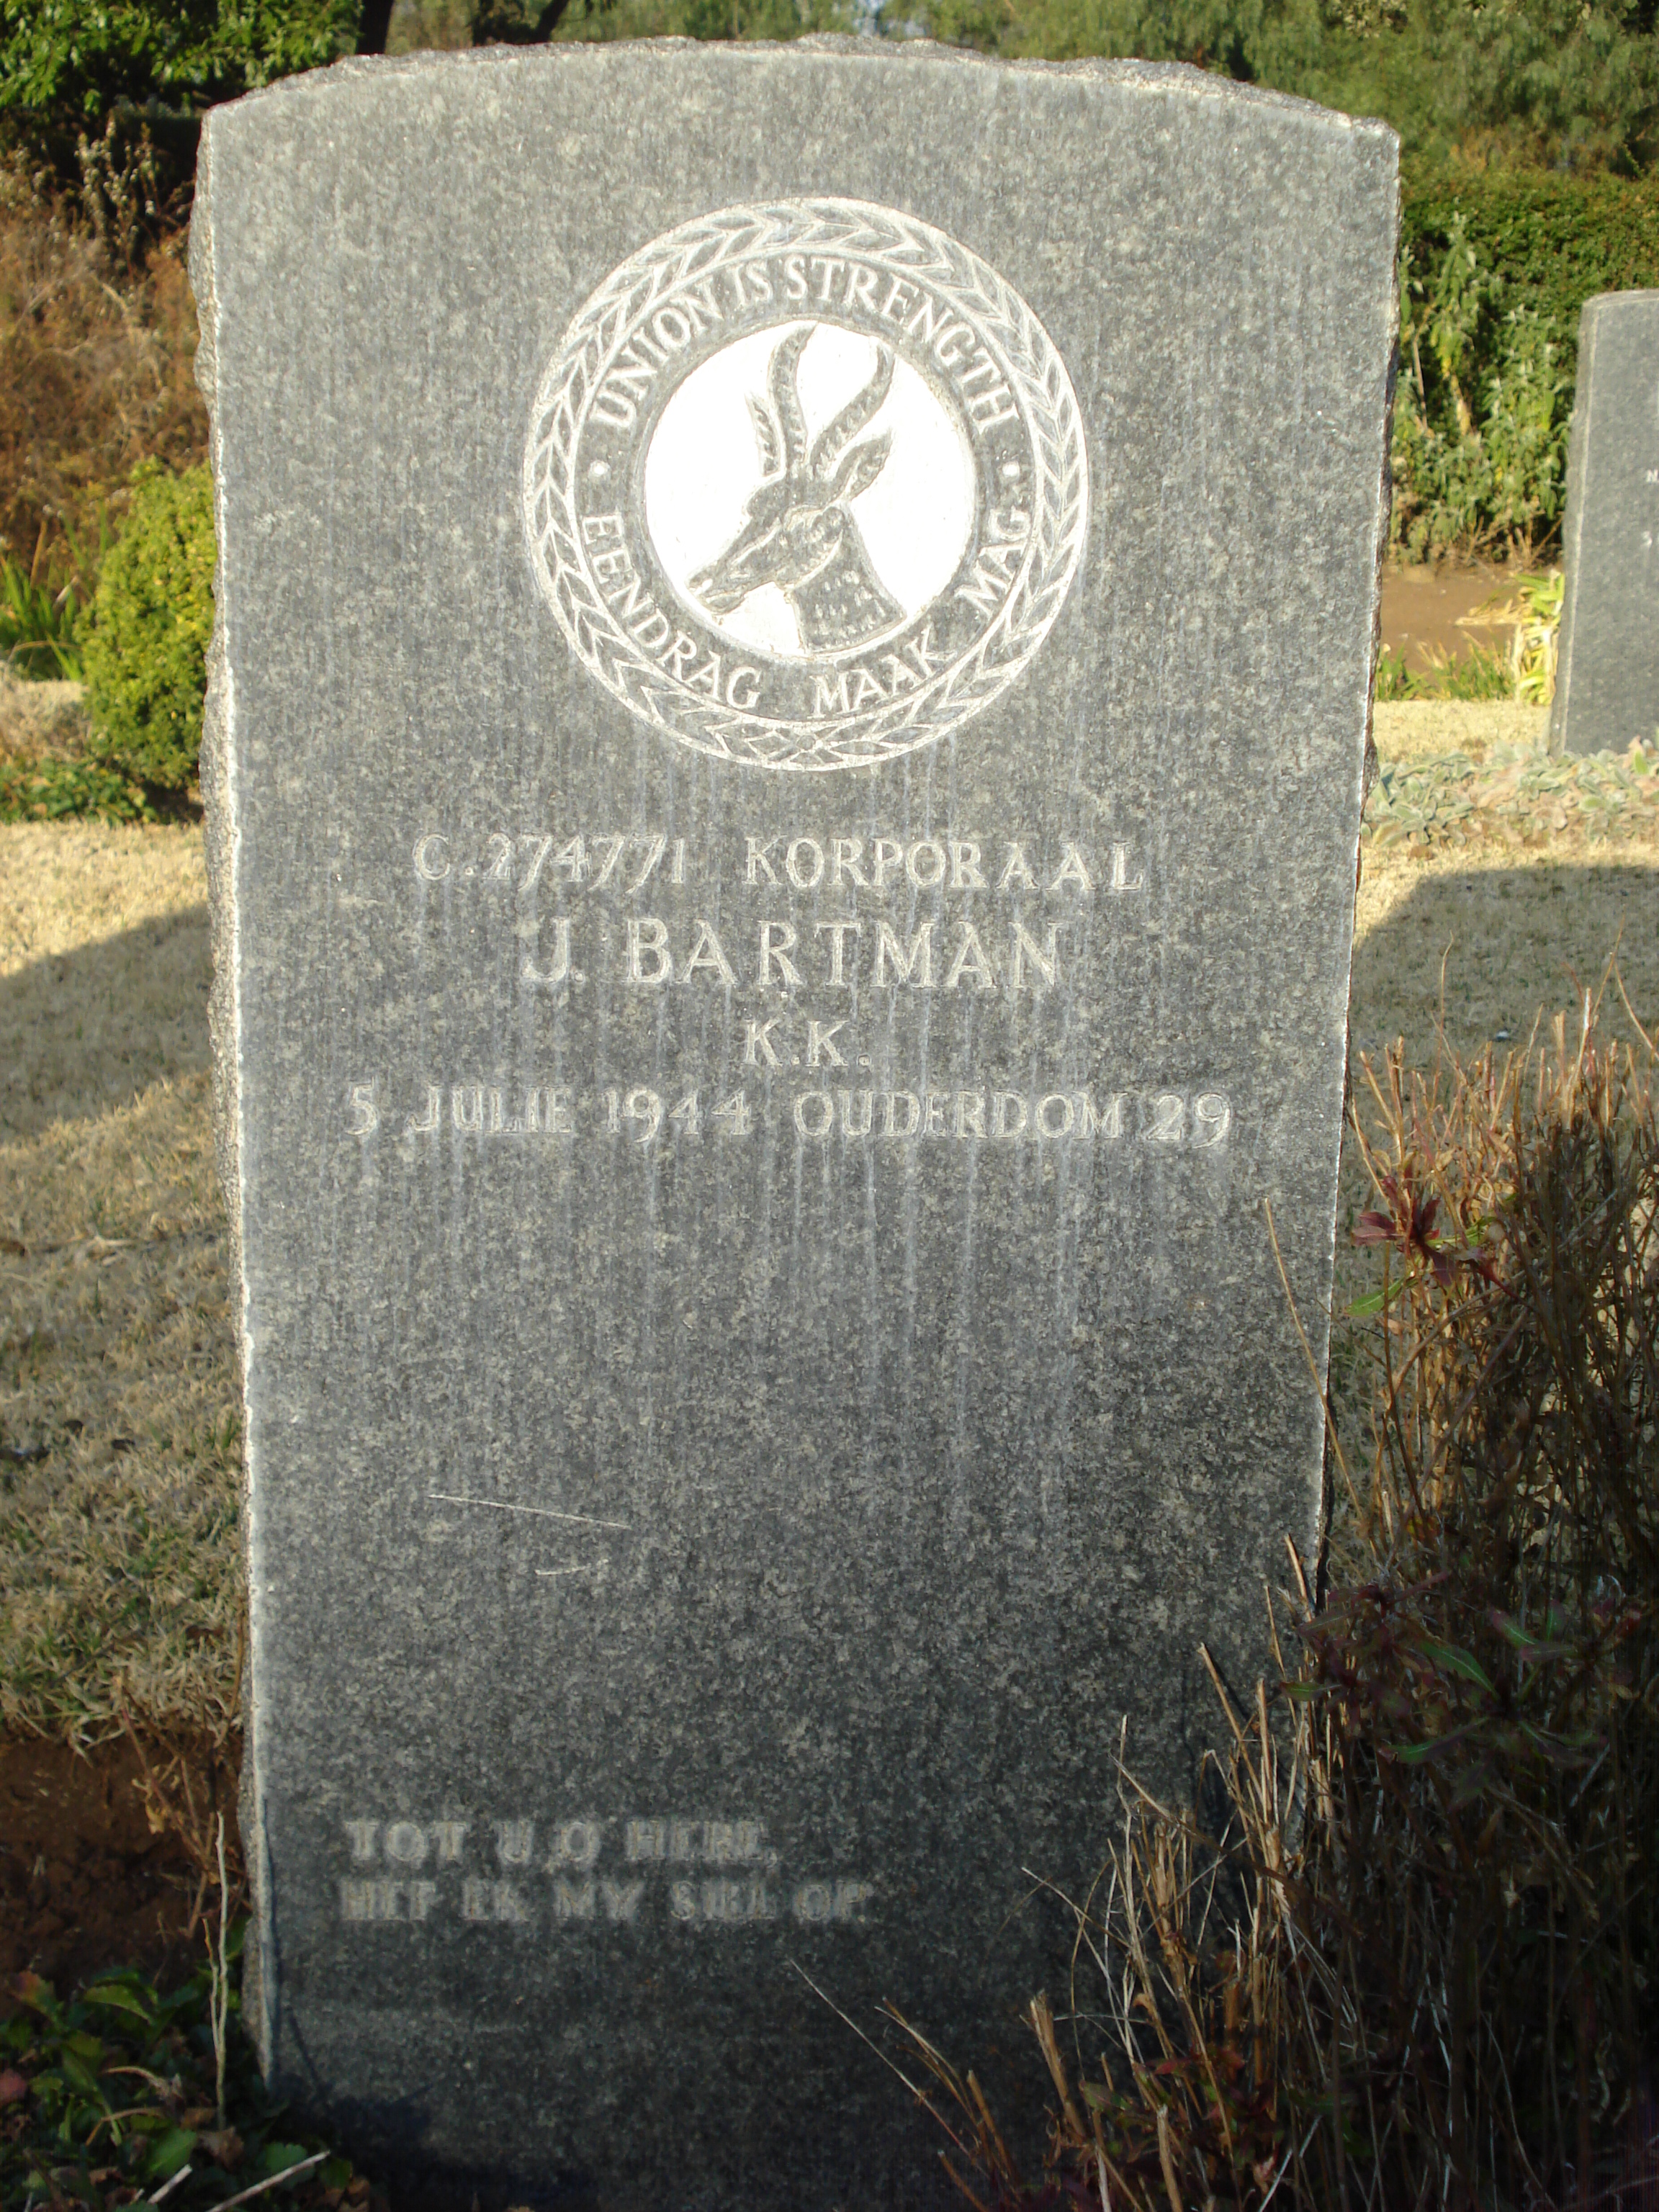 UNION IS STRENGTH
EENDRAG MAAK MAG.
C.274771 KORPORAAL
J. BARTMAN
K.K.
5 JULIE 1944 OUDERDOM 29
TOT U, O HERE,
HEF EK MY SIEL OP.